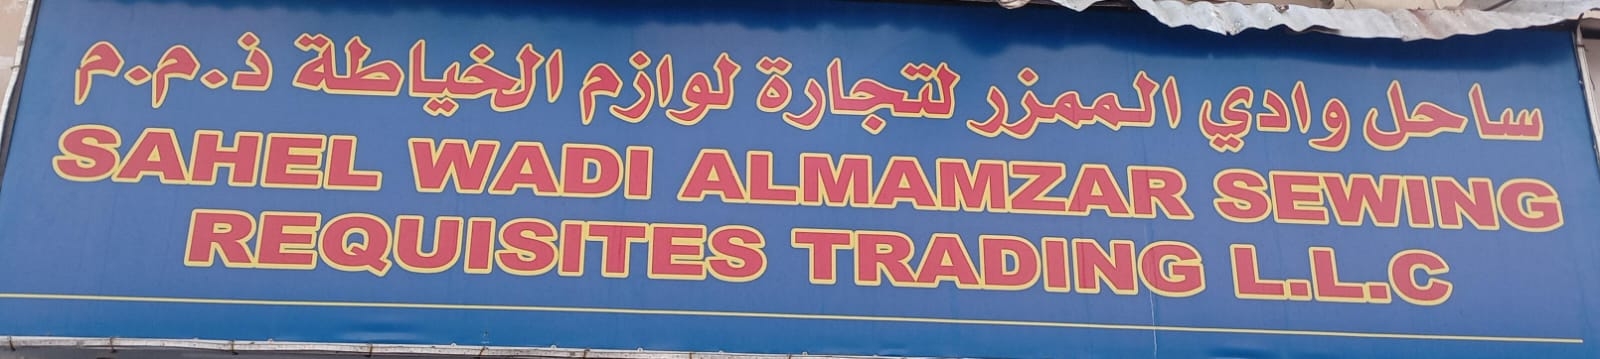 ساحل وادي الممزر لتجارة لوازم الخياطة ذ.م.م
SAHEL WADI ALMAMZAR SEWING
REQUISITES TRADING L.L.C